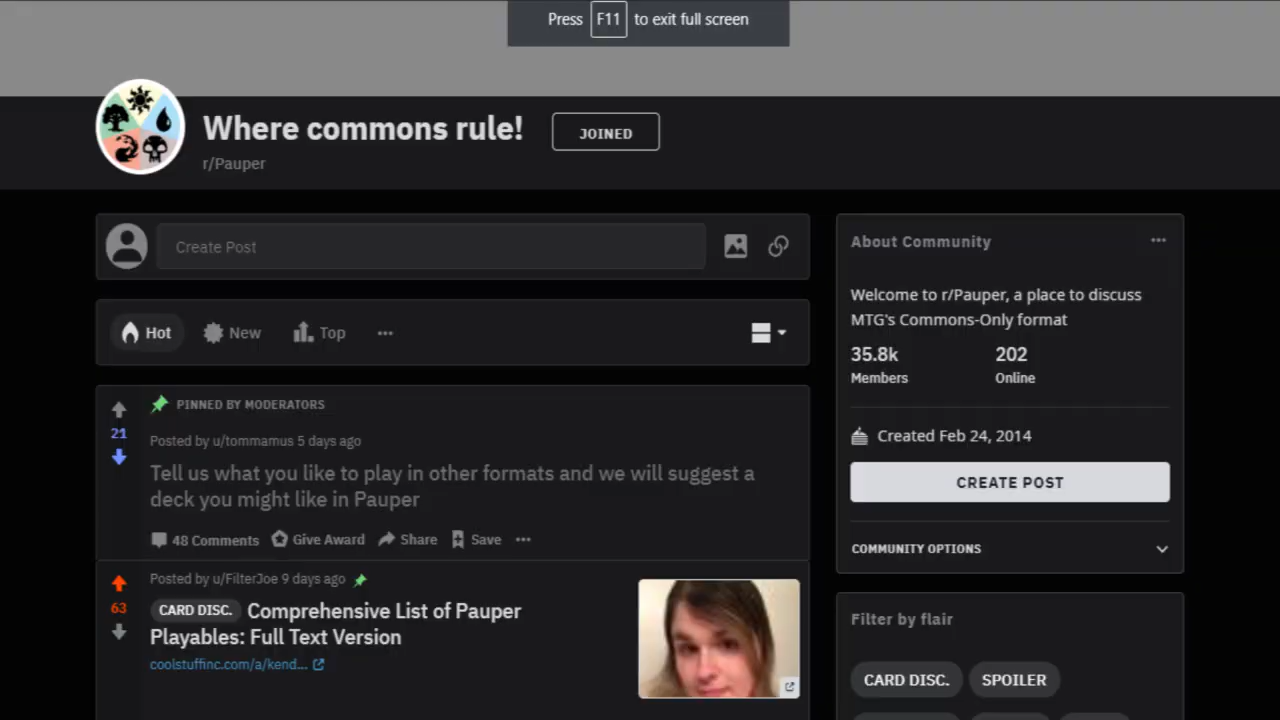 Press F11 to exit full screen
Where commons rule!
JOINED
r/Pauper
Create Post
Hot
New
Top
PINNED BY MODERATORS
21
Posted by u/tommamus 5 days ago
Tell us what you like to play in other formats and we will suggest a
deck you might like in Pauper
48 Comments
Give Award
Share
Save
Posted by u/FilterJoe 9 days ago
63
CARD DISC. Comprehensive List of Pauper
Playables: Full Text Version
coolstuffinc.com/a/kend...
About Community
Welcome to r/Pauper, a place to discuss
MTG's Commons-Only format
35.8k 202
Members Online
Created Feb 24, 2014
CREATE POST
COMMUNITY OPTIONS
Filter by flair
CARD DISC. SPOILER